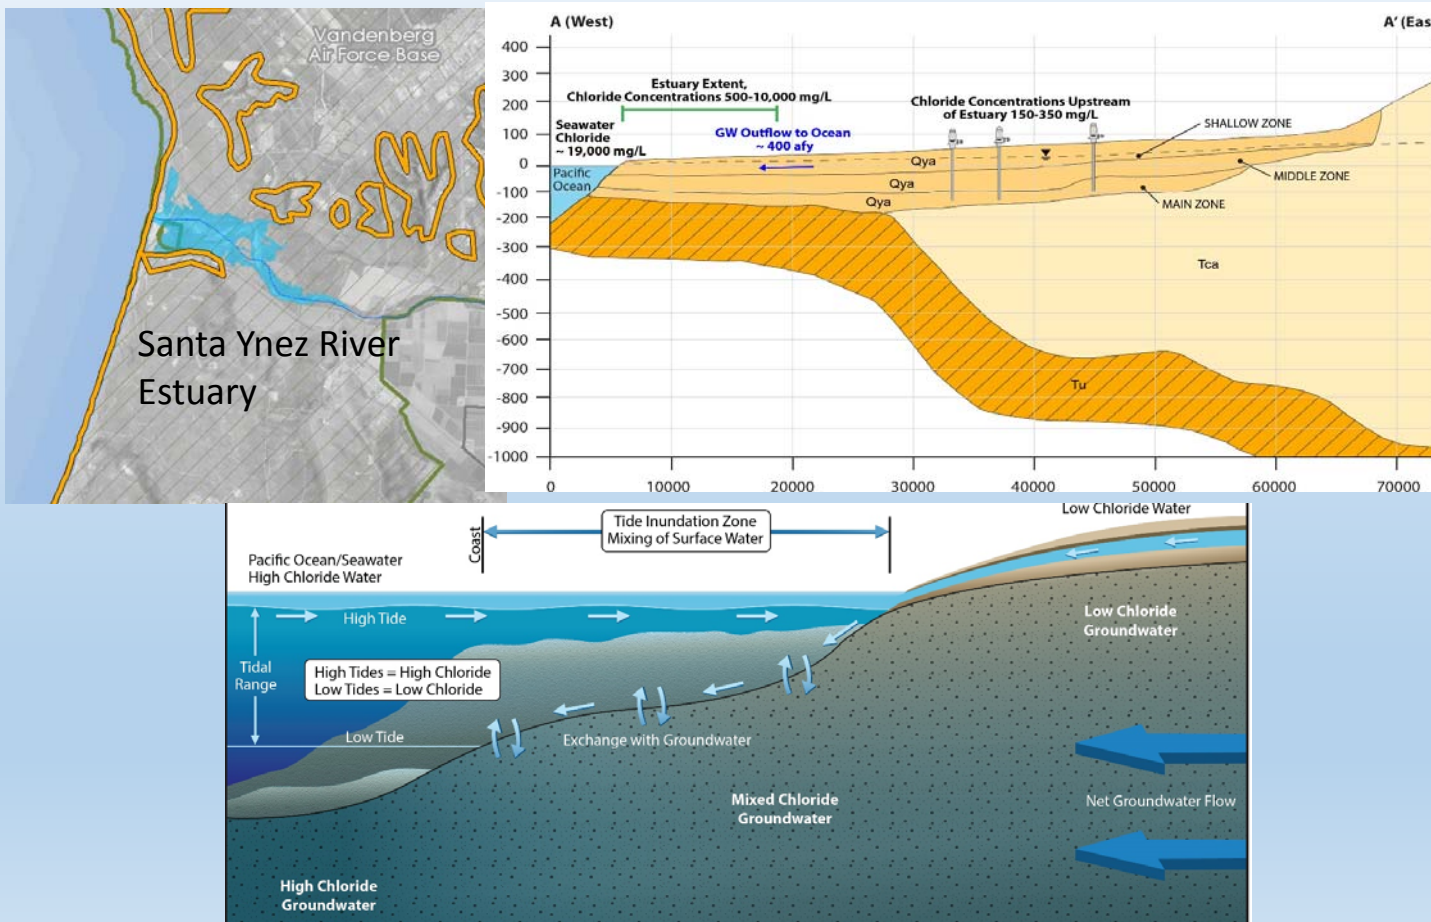 Vandenberg
Air Force Base
Santa Ynez River
Estuary
A (West)
A' (Eas
400
300
200
100
0
-100
-200
-300
-400
-500
-600
-700
-800
-900
-1000
0
10000
20000
30000
40000
50000
60000
70000
Estuary Extent,
Chloride Concentrations 500-10,000 mg/L
Seawater
Chloride
~ 19,000 mg/L
GW Outflow to Ocean
~ 400 afy
Chloride Concentrations Upstream
of Estuary 150-350 mg/L
SHALLOW ZONE
MIDDLE ZONE
MAIN ZONE
Pacific
Ocean
Qya
Qya
Qya
Tca
Tu
Tide Inundation Zone
Mixing of Surface Water
Low Chloride Water
Coast
Pacific Ocean/Seawater
High Chloride Water
High Tide
Tidal
Range
High Tides = High Chloride
Low Tides = Low Chloride
Low Tide
Exchange with Groundwater
Low Chloride
Groundwater
Mixed Chloride
Groundwater
Net Groundwater Flow
High Chloride
Groundwater